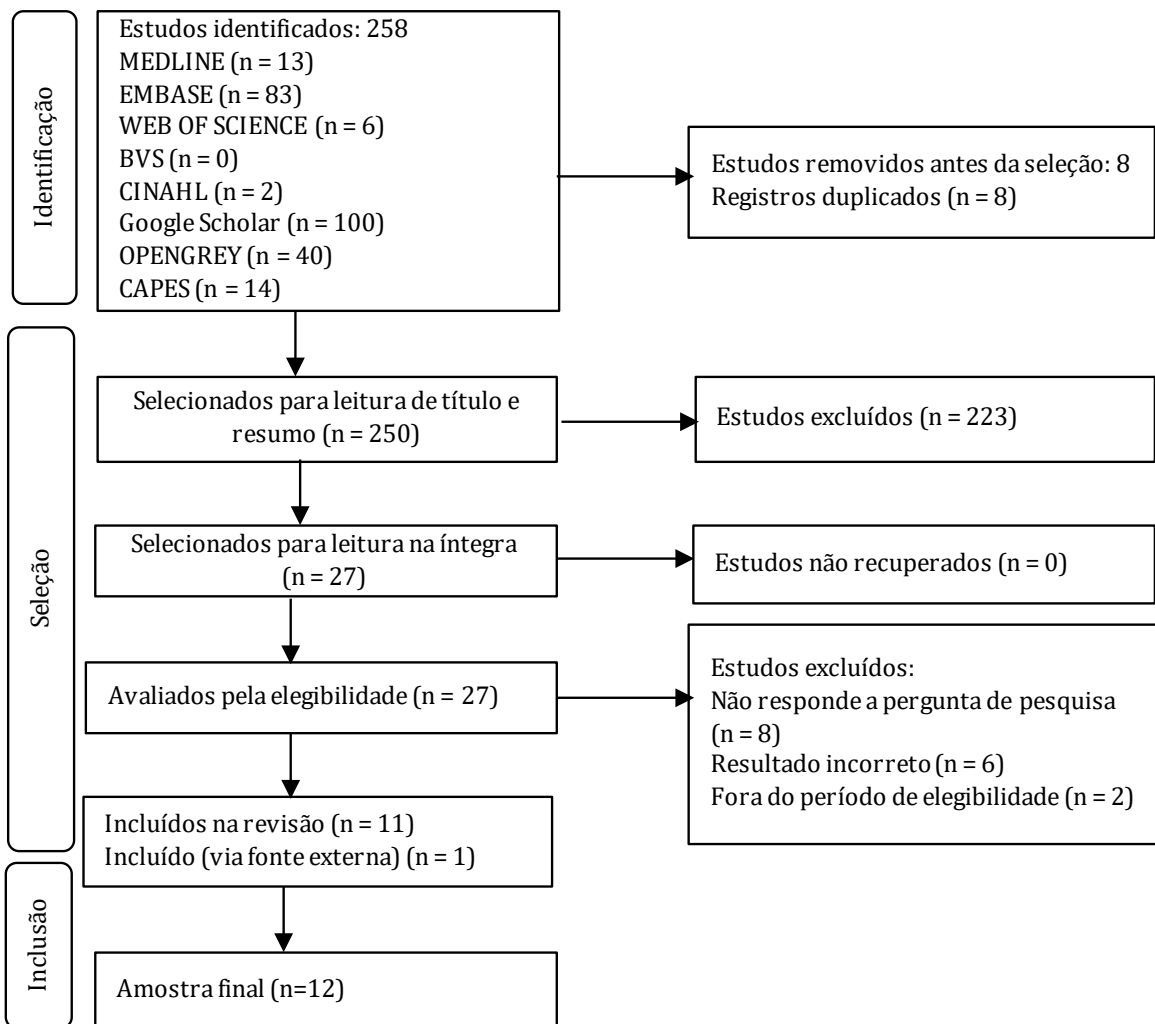 Identificação
Estudos identificados: 258
MEDLINE (n = 13)
EMBASE (n = 83)
WEB OF SCIENCE (n = 6)
BVS (n = 0)
CINAHL (n = 2)
Google Scholar (n = 100)
OPENGREY (n = 40)
CAPES (n = 14)
Estudos removidos antes da seleção: 8
Registros duplicados (n = 8)
Seleção
Selecionados para leitura de título e
resumo (n = 250)
Estudos excluídos (n = 223)
Selecionados para leitura na íntegra
(n = 27)
Estudos não recuperados (n = 0)
Avaliados pela elegibilidade (n = 27)
Estudos excluídos:
Não responde a pergunta de pesquisa
(n = 8)
Resultado incorreto (n = 6)
Fora do período de elegibilidade (n = 2)
Incluídos na revisão (n = 11)
Incluído (via fonte externa) (n = 1)
Inclusão
Amostra final (n=12)